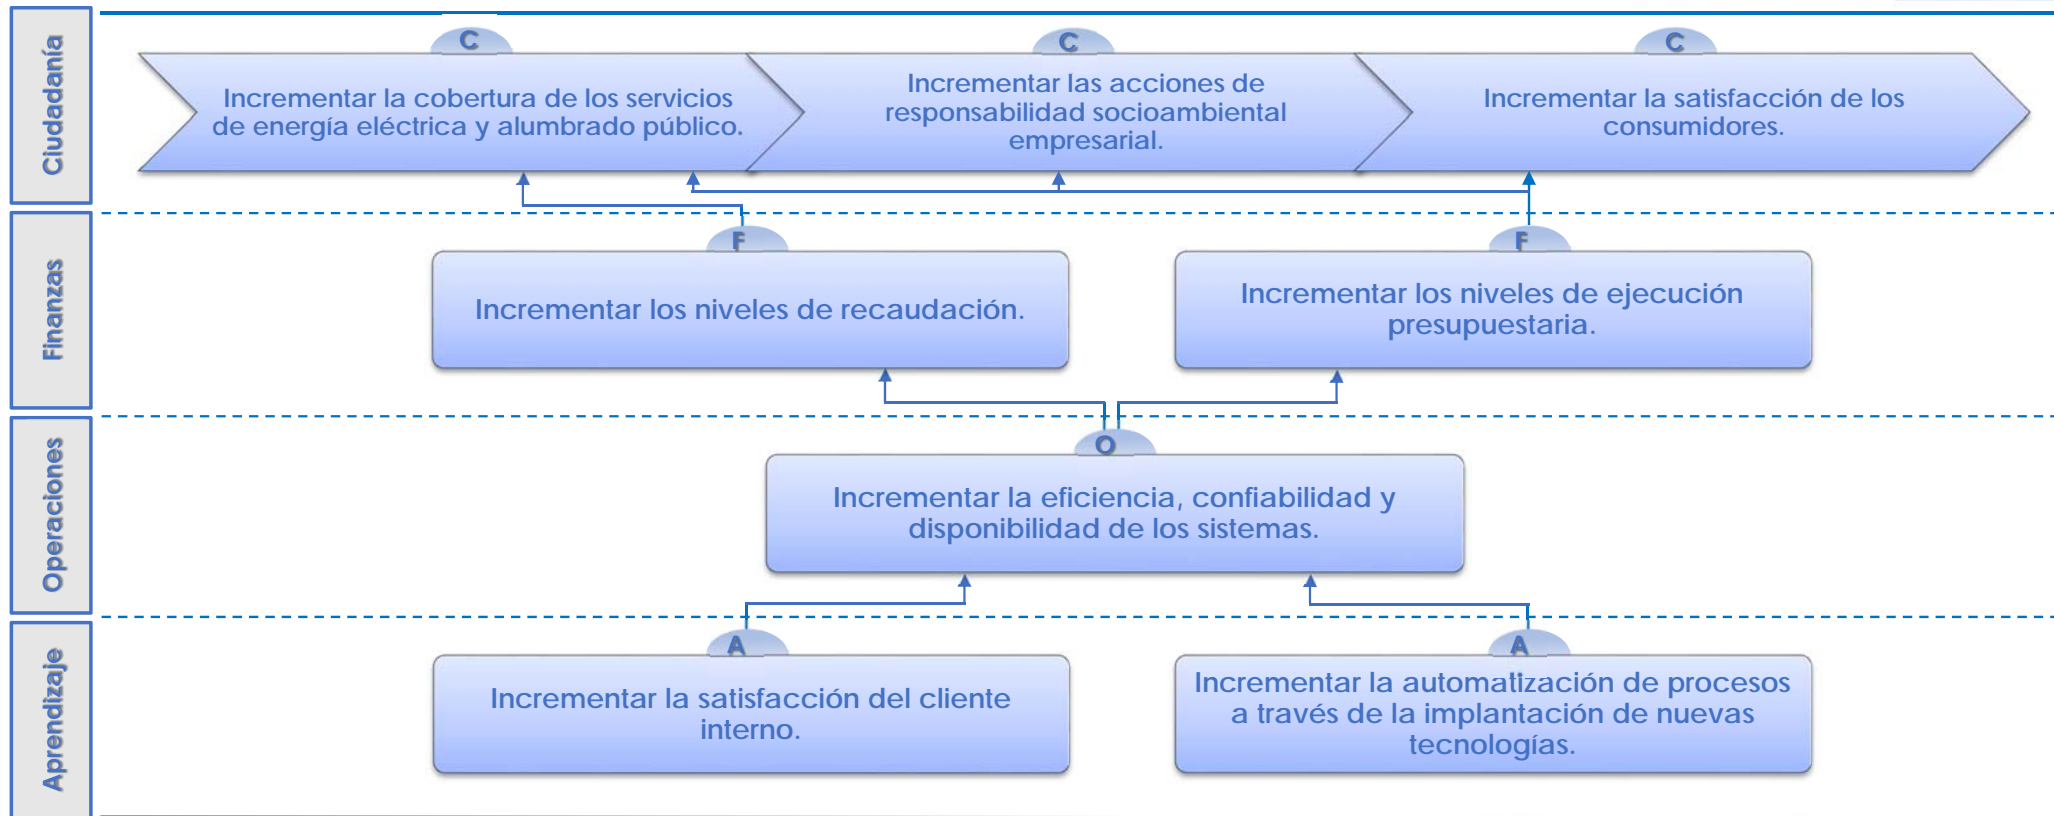 Ciudadanía
C
C
C
Incrementar la cobertura de los servicios
de energía eléctrica y alumbrado público.
Incrementar las acciones de
responsabilidad socioambiental
empresarial.
Incrementar la satisfacción de los
consumidores.
Finanzas
F
F
Incrementar los niveles de recaudación.
Incrementar los niveles de ejecución
presupuestaria.
Operaciones
O
Incrementar la eficiencia, confiabilidad y
disponibilidad de los sistemas.
Aprendizaje
A
A
Incrementar la satisfacción del cliente
interno.
Incrementar la automatización de procesos
a través de la implantación de nuevas
tecnologías.